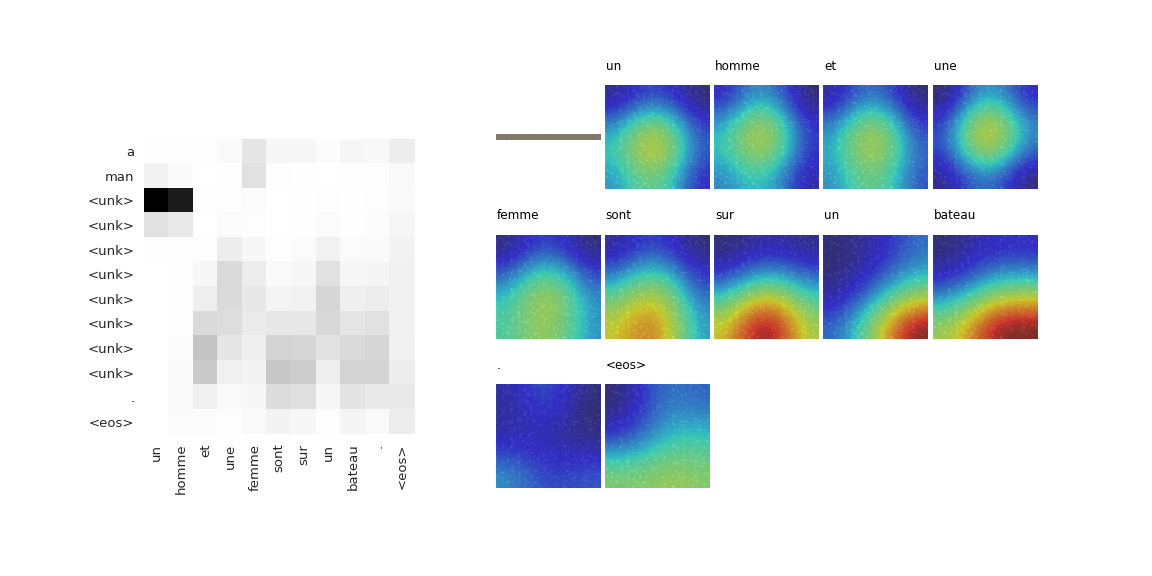 a
man
<unk>
<unk>
<unk>
<unk>
<unk>
<unk>
<unk>
<unk>
.
<eos>
un homme et une femme sont sur un bateau . <eos>
un homme et une
femme sont sur un bateau
. <eos>